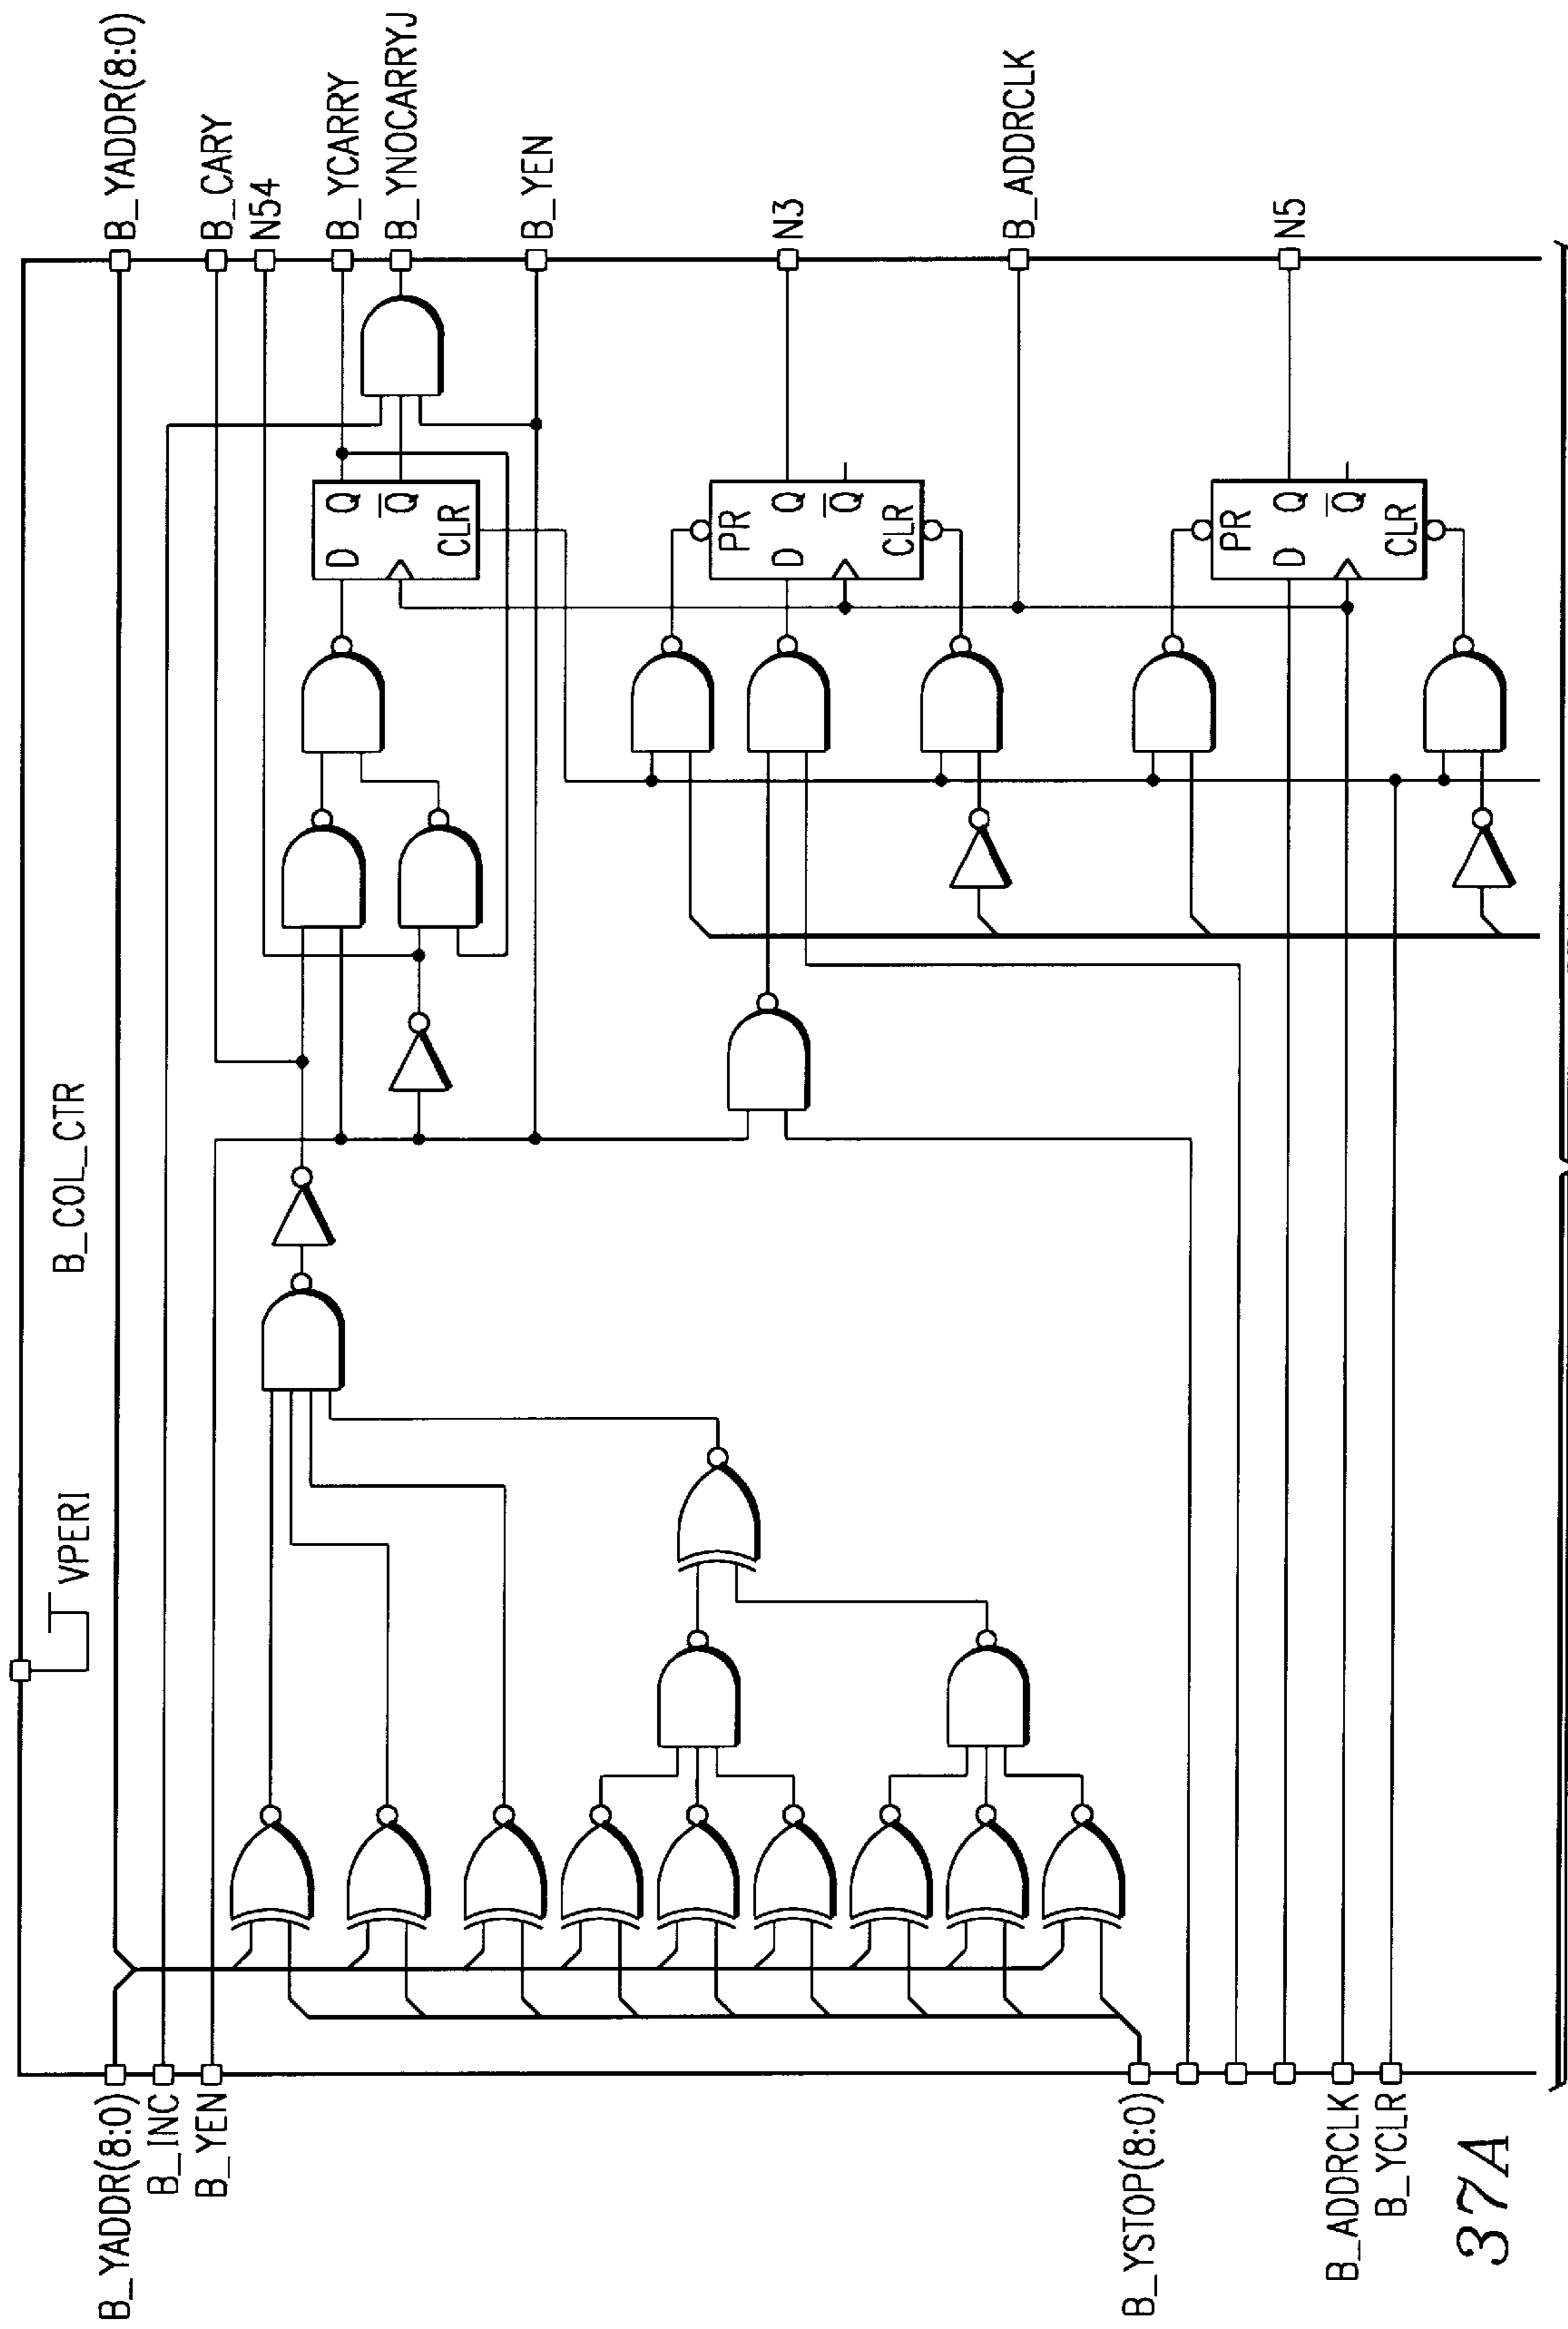 B_COL_CTR
VPERI
B_YADDR(8:0)
B_INC
B_YEN
B_YSTOP(8:0)
B_ADDRCLK
B_YCLR
D Q
Q
CLR
PR
D Q
Q
CLR
PR
D Q
Q
CLR
B_YADDR(8:0)
B_CARY
N54
B_YCARRY
B_YNOCARRYJ
B_YEN
N3
B_ADDRCLK
N5
37A